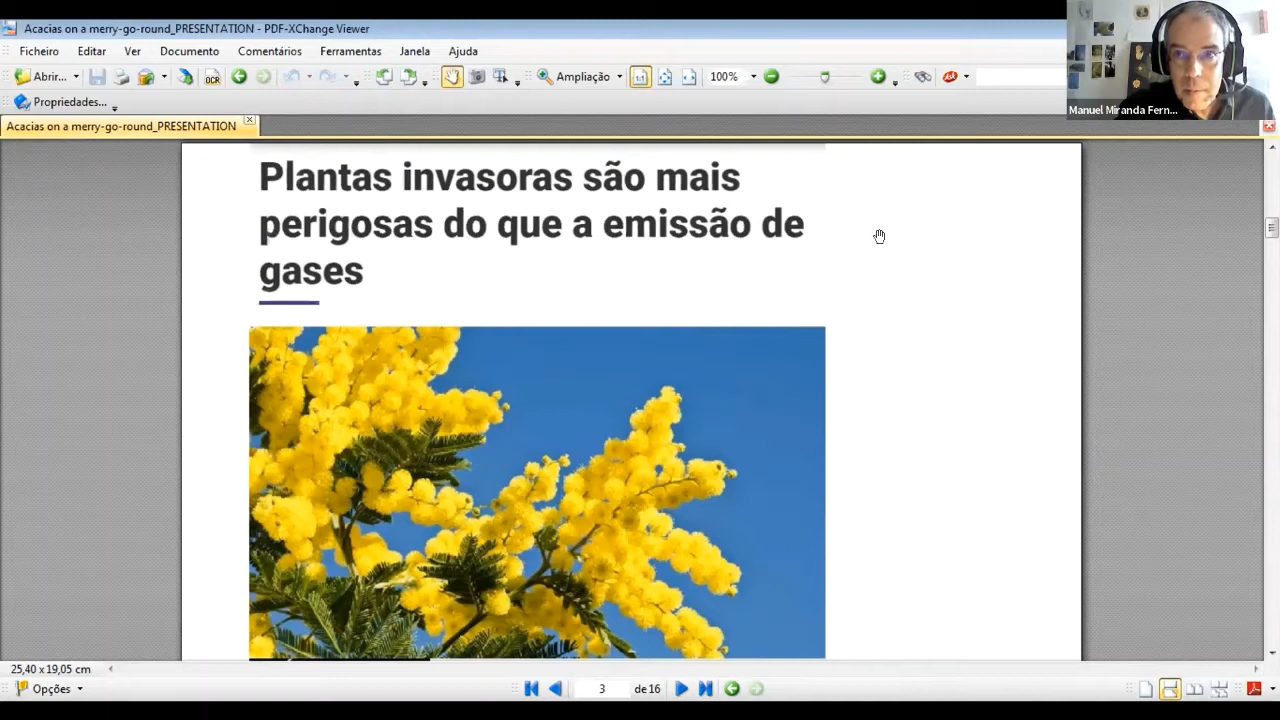 Acacias on a merry-go-round_PRESENTATION - PDF-XChange Viewer
Ficheiro Editar Ver Documento Comentários Ferramentas Janela Ajuda
Abrir... OCR Ampliação 100%
Propriedades...
Manuel Miranda Fern...
Acacias on a merry-go-round_PRESENTATION
Plantas invasoras são mais
perigosas do que a emissão de
gases
25,40 x 19,05 cm
Opções 3 de 16